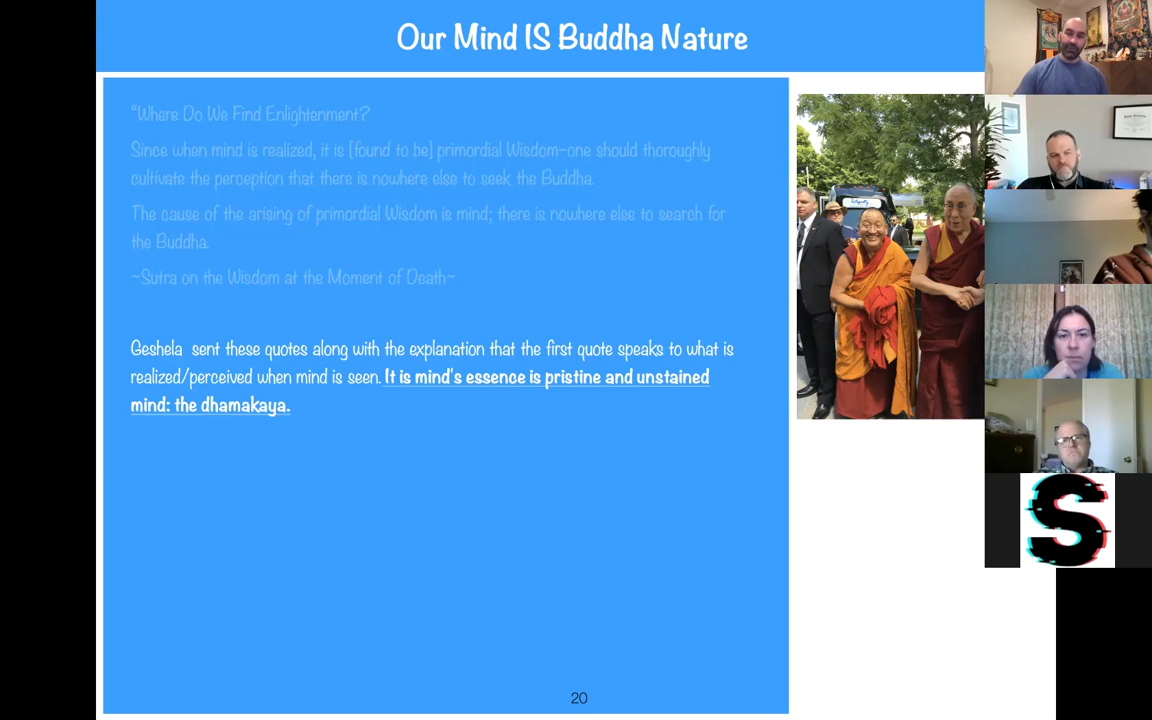 Our Mind IS Buddha Nature
“Where Do We Find Enlightenment?
Since when mind is realized, it is [found to be] primordial Wisdom-one should thoroughly
cultivate the perception that there is nowhere else to seek the Buddha.
The cause of the arising of primordial Wisdom is mind; there is nowhere else to search for
the Buddha.
~Sutra on the Wisdom at the Moment of Death~
Geshela sent these quotes along with the explanation that the first quote speaks to what is
realized/perceived when mind is seen. It is mind's essence is pristine and unstained
mind: the dhamakaya.
S
20